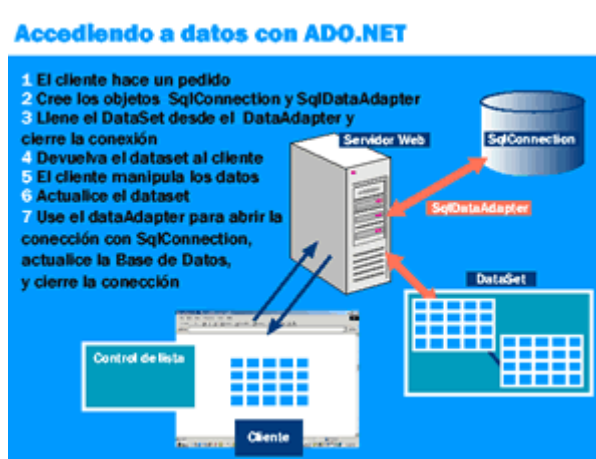 Accediendo a datos con ADO.NET
1 El cliente hace un pedido
2 Cree los objetos SqlConnection y SqlDataAdapter
3 Llene el DataSet desde el DataAdapter y
cierre la conexión
4 Devuelva el dataset al cliente
5 El cliente manipula los datos
6 Actualice el dataset
7 Use el dataAdapter para abrir la
conección con SqlConnection,
actualice la Base de Datos,
y cierre la conección
Servidor Web
SqlConnection
SqlDataAdapter
DataSet
Control de lista
Cliente